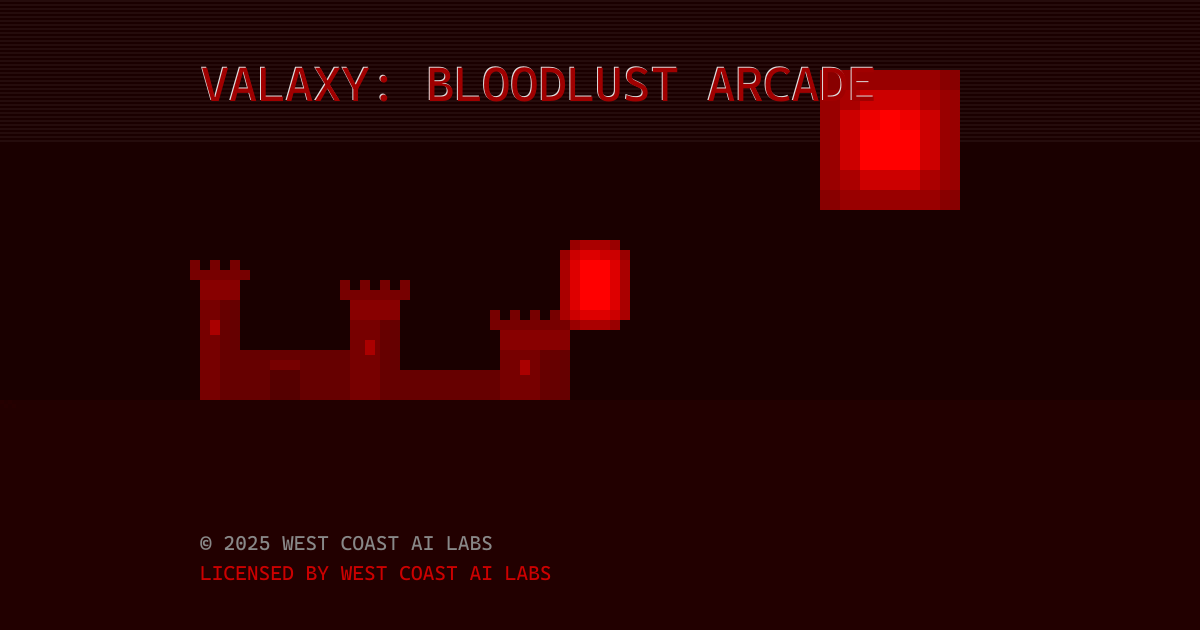 VALAXY: BLOODLUST ARCADE
© 2025 WEST COAST AI LABS
LICENSED BY WEST COAST AI LABS